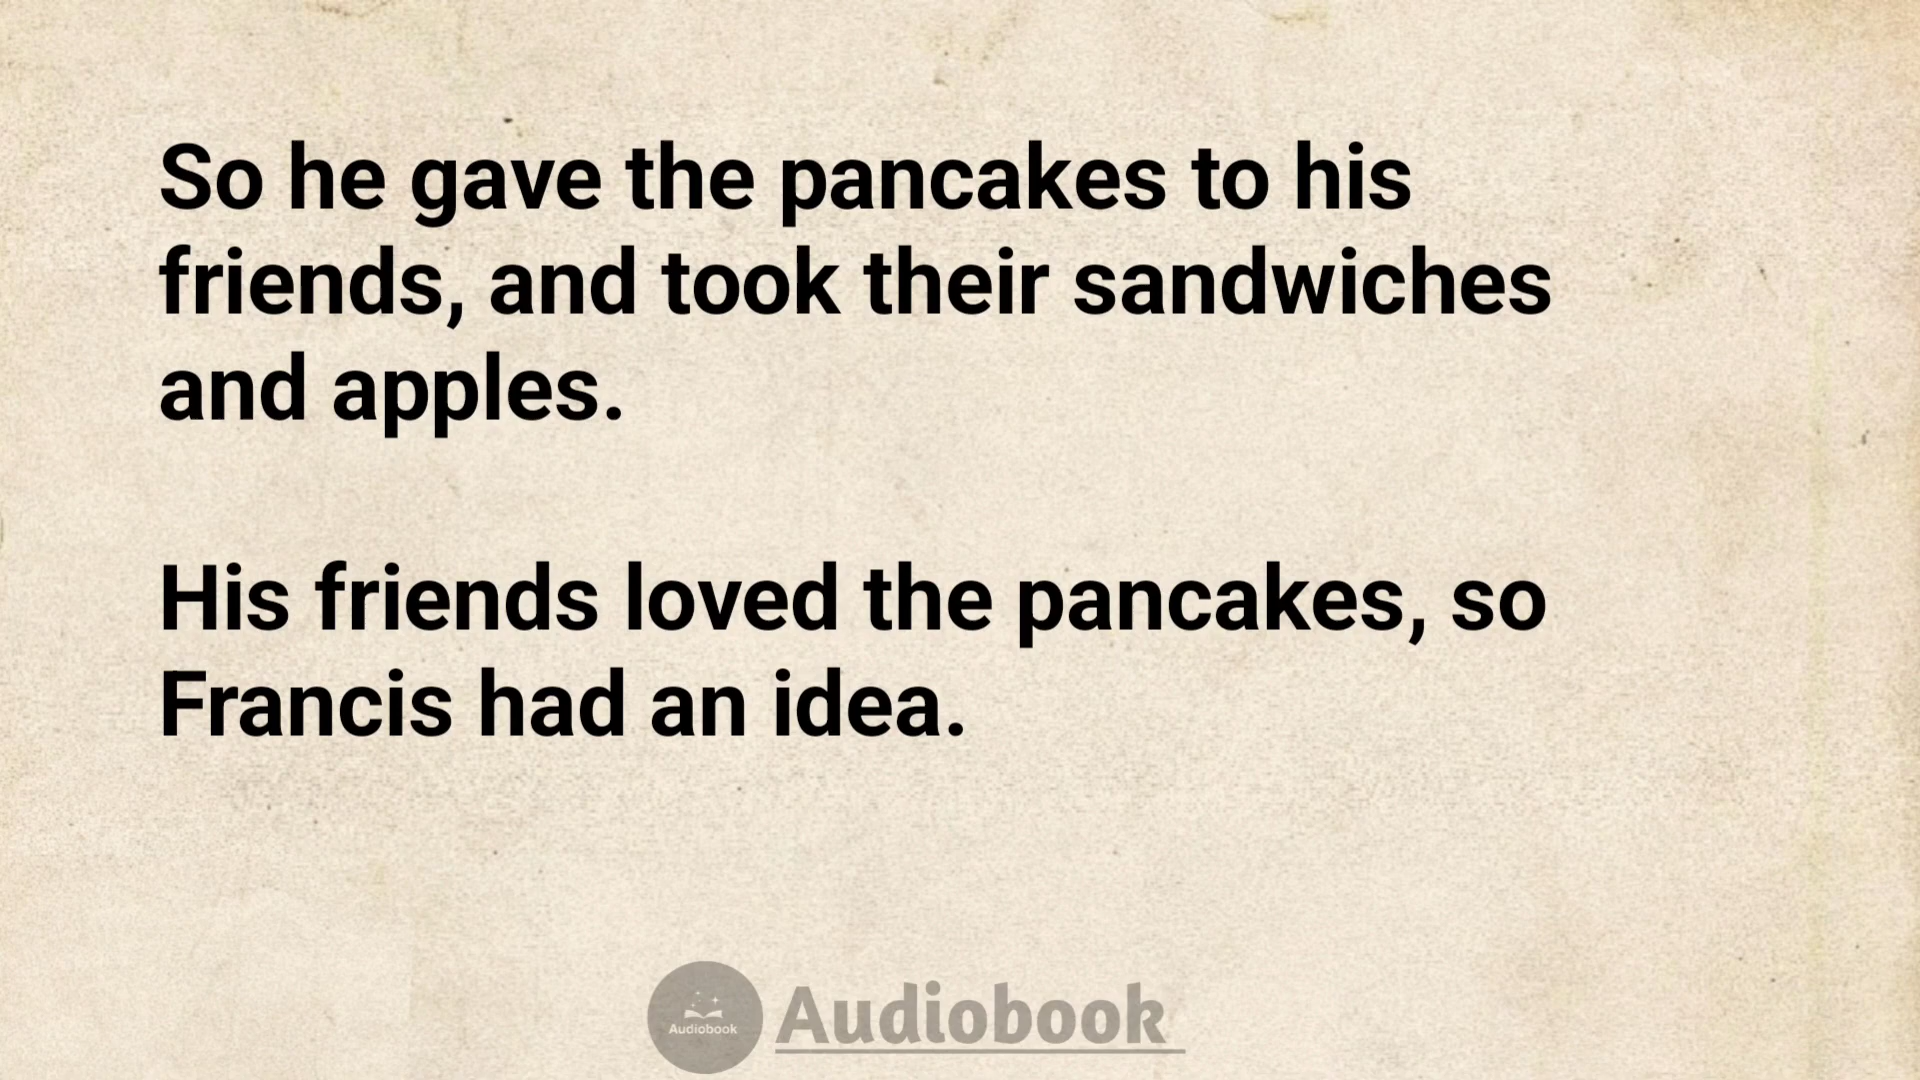 So he gave the pancakes to his
friends, and took their sandwiches
and apples.
His friends loved the pancakes, so
Francis had an idea.
Audiobook
Audiobook